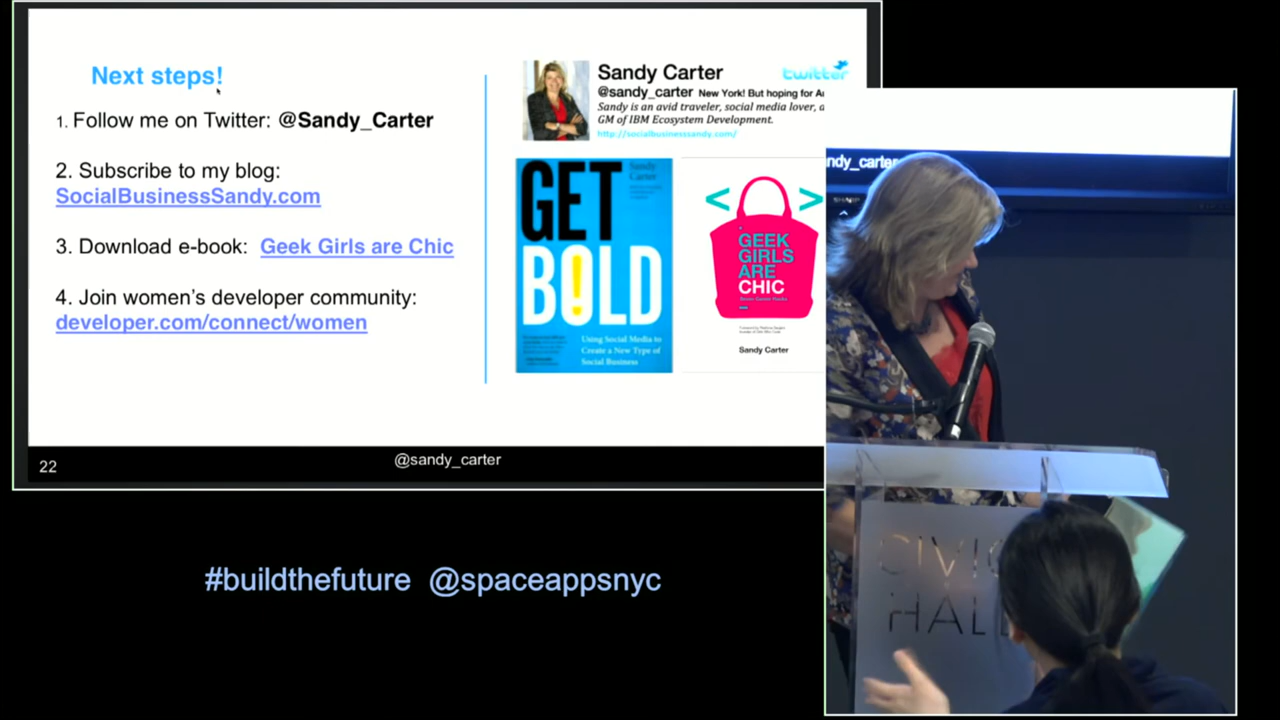 Next steps!
1. Follow me on Twitter: @Sandy_Carter
2. Subscribe to my blog:
SocialBusinessSandy.com
3. Download e-book: Geek Girls are Chic
4. Join women’s developer community:
developer.com/connect/women
Sandy Carter
twitter
@sandy_carter New York! But hoping for
Sandy is an avid traveler, social media lover,
GM of IBM Ecosystem Development.
http://socialbusinesssandy.com/
Sandy
Carter
GET
BOLD
Using Social Media to
Create a New Type of
Social Business
< >
GEEK
GIRLS
ARE
CHIC
Sandy Carter
22
@sandy_carter
ndy_carter
SHARP
CIVIC
HALL
#buildthefuture @spaceappsnyc